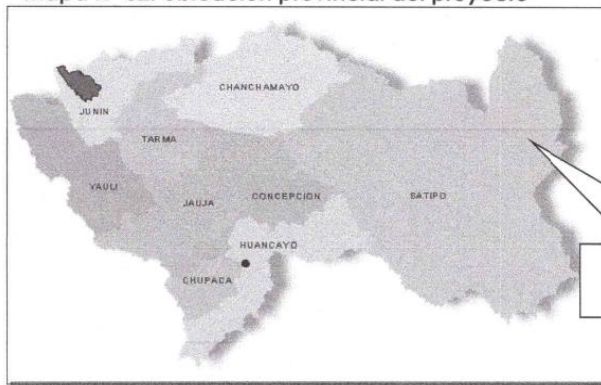 ubicación provincial del proyecto
CHANCHAMAYO
JUNIN
TARMA
YAULI
JAUJA
CONCEPCION
SATIPO
HUANCAYO
CHUPACA